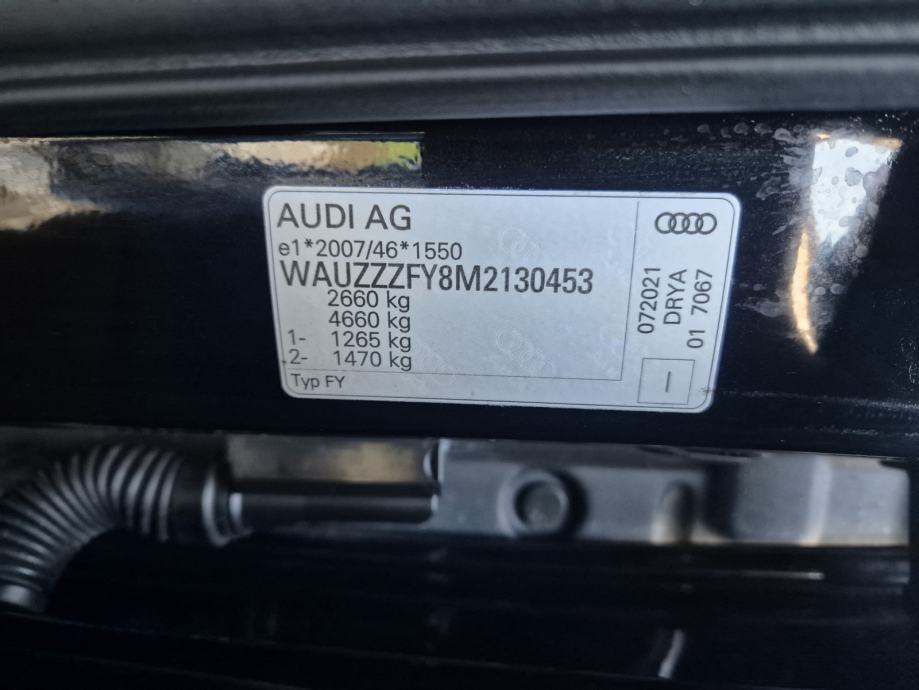 AUDI AG
e1*2007/46*1550
WAUZZZFY8M2130453
2660 kg
4660 kg
1- 1265 kg
2- 1470 kg
Typ FY
072021
DRYA
01 7067